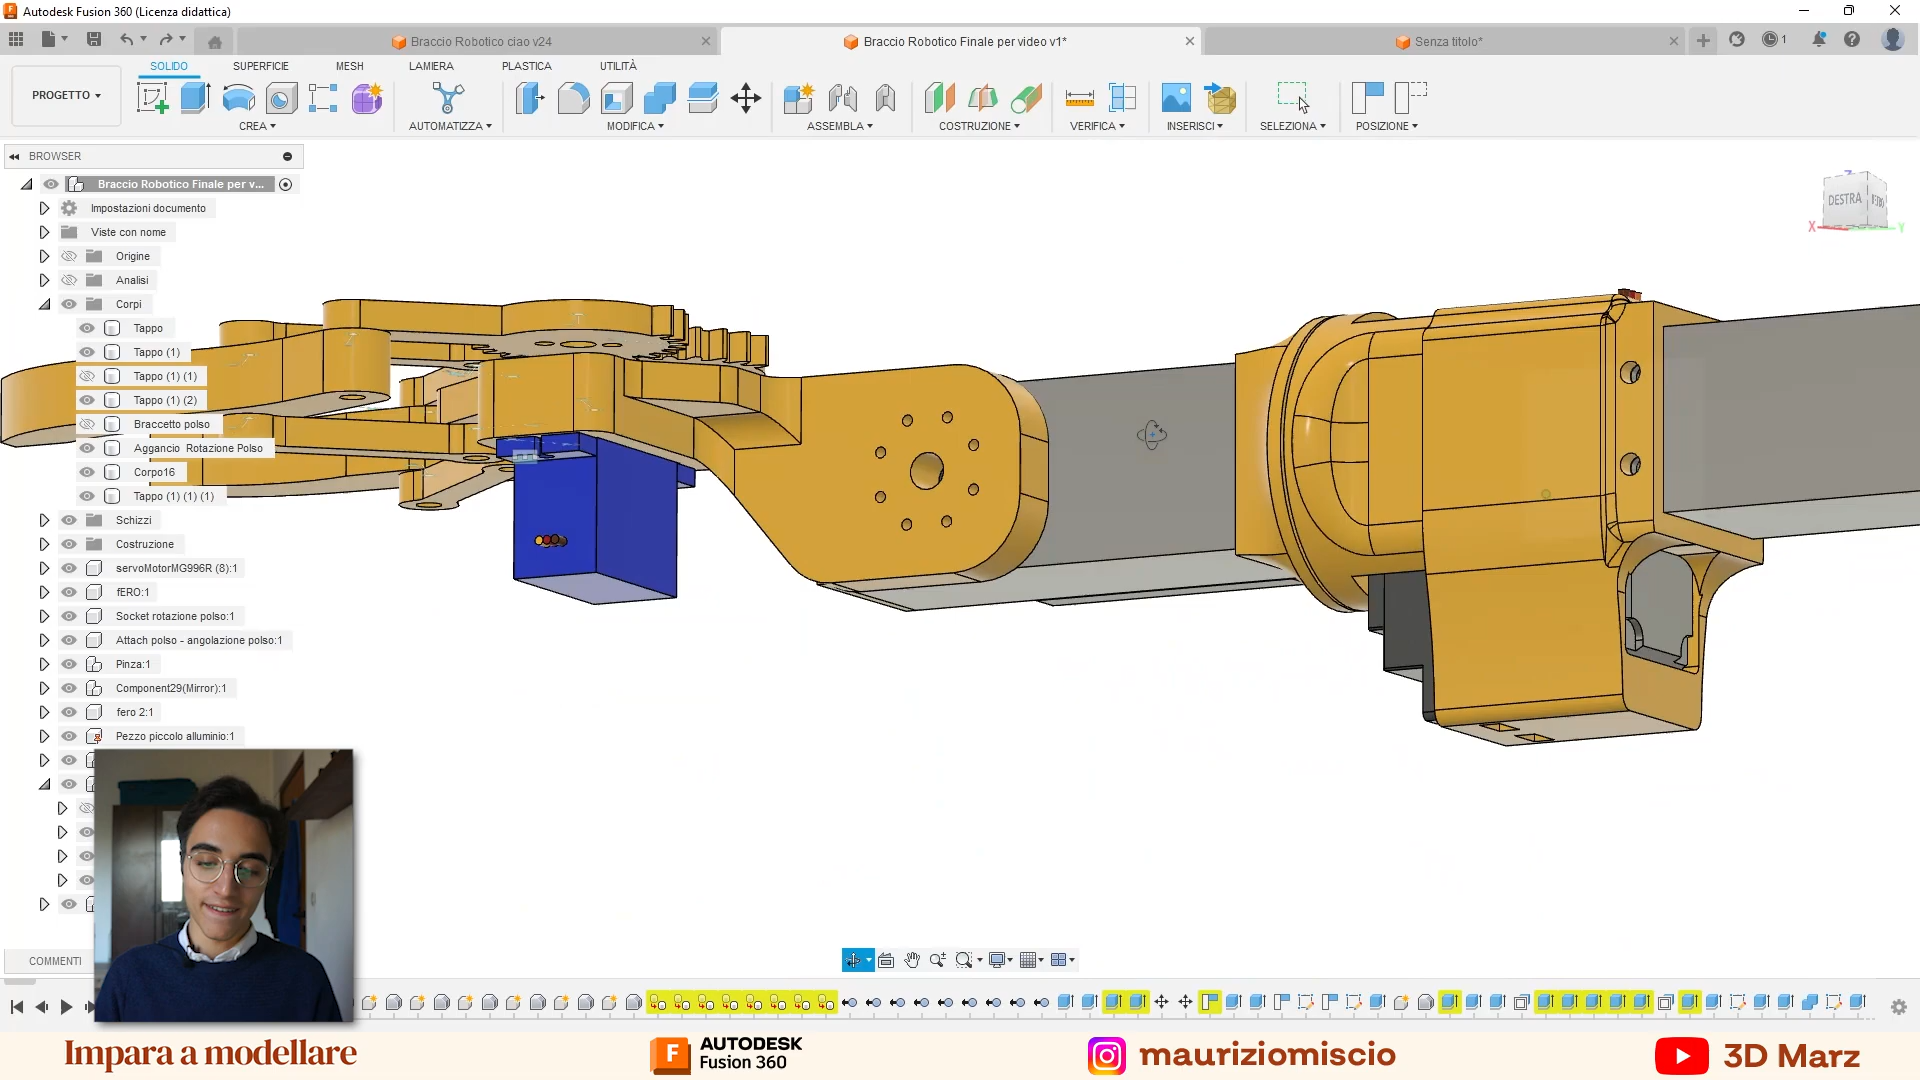 Autodesk Fusion 360 (Licenza didattica)
Braccio Robotico ciao v24
Braccio Robotico Finale per video v1*
Senza titolo*
1
PROGETTO
SOLIDO
SUPERFICIE
MESH
LAMIERA
PLASTICA
UTILITÀ
CREA
AUTOMATIZZA
MODIFICA
ASSEMBLA
COSTRUZIONE
VERIFICA
INSERISCI
SELEZIONA
POSIZIONE
BROWSER
Braccio Robotico Finale per v...
Impostazioni documento
Viste con nome
Origine
Analisi
Corpi
Tappo
Tappo (1)
Tappo (1) (1)
Tappo (1) (2)
Braccetto polso
Aggancio Rotazione Polso
Corpo16
Tappo (1) (1) (1)
Schizzi
Costruzione
servoMotorMG996R (8):1
fERO:1
Socket rotazione polso:1
Attach polso - angolazione polso:1
Pinza:1
Component29(Mirror):1
fero 2:1
Pezzo piccolo alluminio:1
Z
DESTRA
X
Y
COMMENTI
Impara a modellare
F
AUTODESK
Fusion 360
mauriziomiscio
3D Marz